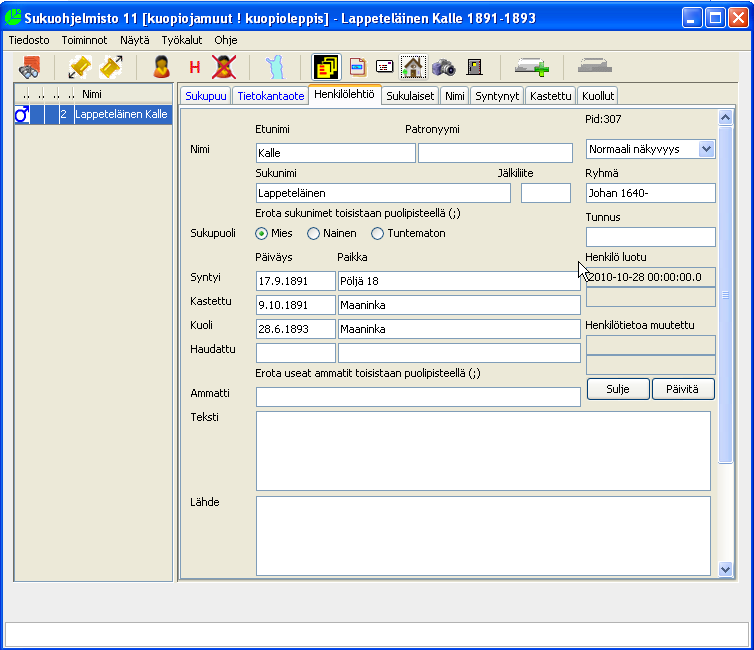 Sukuohjelmisto 11 [kuopiojamuut ! kuopioleppis] - Lappeteläinen Kalle 1891-1893
Tiedosto Toiminnot Näytä Työkalut Ohje
H
.. .. .. .. Nimi
2 Lappeteläinen Kalle
Sukupuu Tietokantaote Henkilölehtiö Sukulaiset Nimi Syntynyt Kastettu Kuollut
Pid:307
Etunimi Patronyymi
Nimi Kalle Normaali näkyvyys
Sukunimi Jälkiliite Ryhmä
Lappeteläinen Johan 1640-
Erota sukunimet toisistaan puolipisteellä (;) Tunnus
Sukupuoli Mies Nainen Tuntematon
Päiväys Paikka Henkilö luotu
Syntyi 17.9.1891 Pöljä 18 2010-10-28 00:00:00.0
Kastettu 9.10.1891 Maaninka
Kuoli 28.6.1893 Maaninka Henkilötietoa muutettu
Haudattu
Erota useat ammatit toisistaan puolipisteellä (;)
Ammatti Sulje Päivitä
Teksti
Lähde